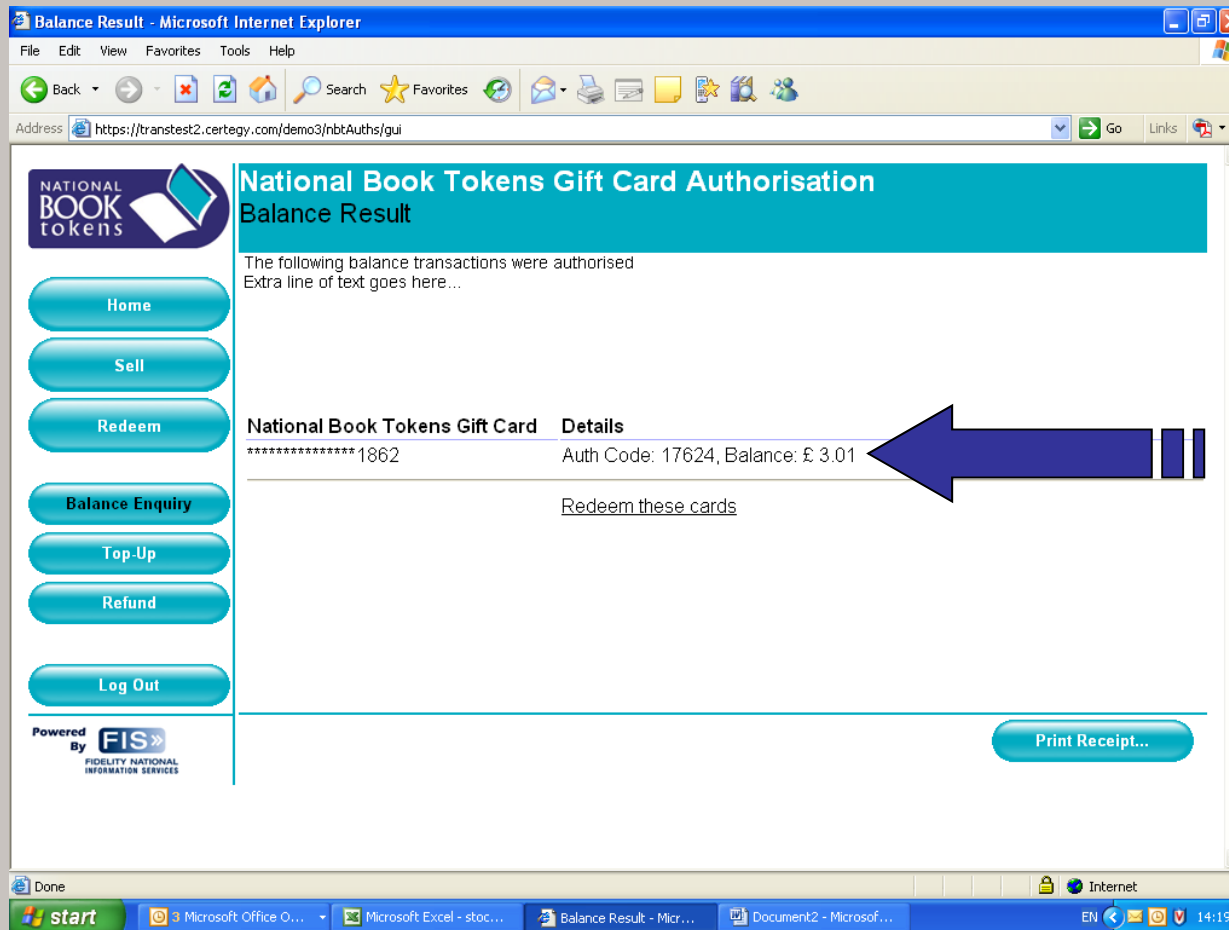 Balance Result - Microsoft Internet Explorer
File Edit View Favorites Tools Help
Back Search Favorites
Address https://transtest2.certegy.com/demo3/nbtAuths/gui Go Links
NATIONAL
BOOK
tokens
National Book Tokens Gift Card Authorisation
Balance Result
The following balance transactions were authorised
Extra line of text goes here...
Home
Sell
Redeem
Balance Enquiry
Top-Up
Refund
Log Out
National Book Tokens Gift Card Details
***************1862 Auth Code: 17624, Balance: £ 3.01
Redeem these cards
Powered
By FIS
FIDELITY NATIONAL
INFORMATION SERVICES
Print Receipt...
Done Internet
start 3 Microsoft Office O... Microsoft Excel - stoc... Balance Result - Micr... Document2 - Microsof... EN 14:19